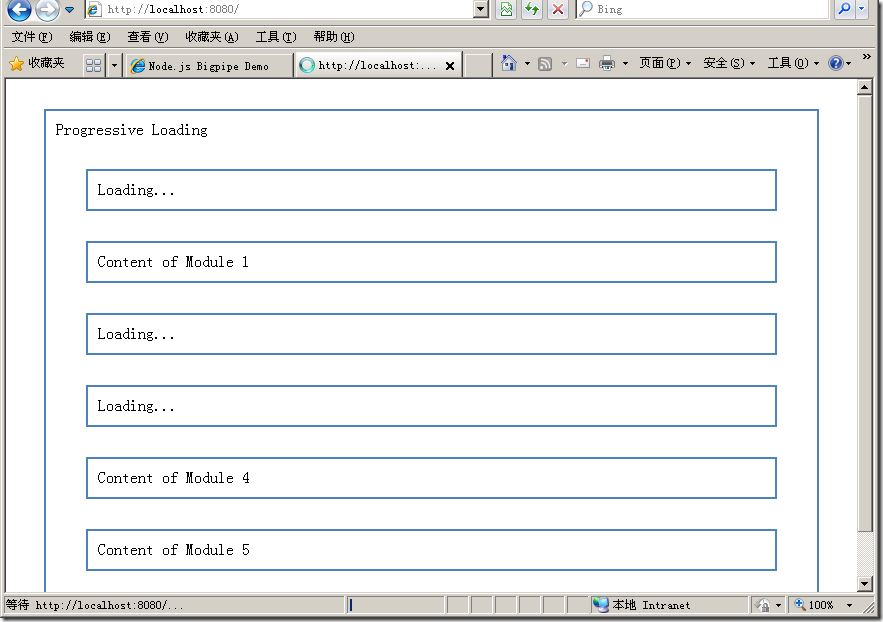 http://localhost:8080/
Bing
文件(F) 编辑(E) 查看(V) 收藏夹(A) 工具(T) 帮助(H)
收藏夹 Node.js Bigpipe Demo http://localhost:... 页面(P) 安全(S) 工具(O)
Progressive Loading
Loading...
Content of Module 1
Loading...
Loading...
Content of Module 4
Content of Module 5
等待 http://localhost:8080/... 本地 Intranet 100%